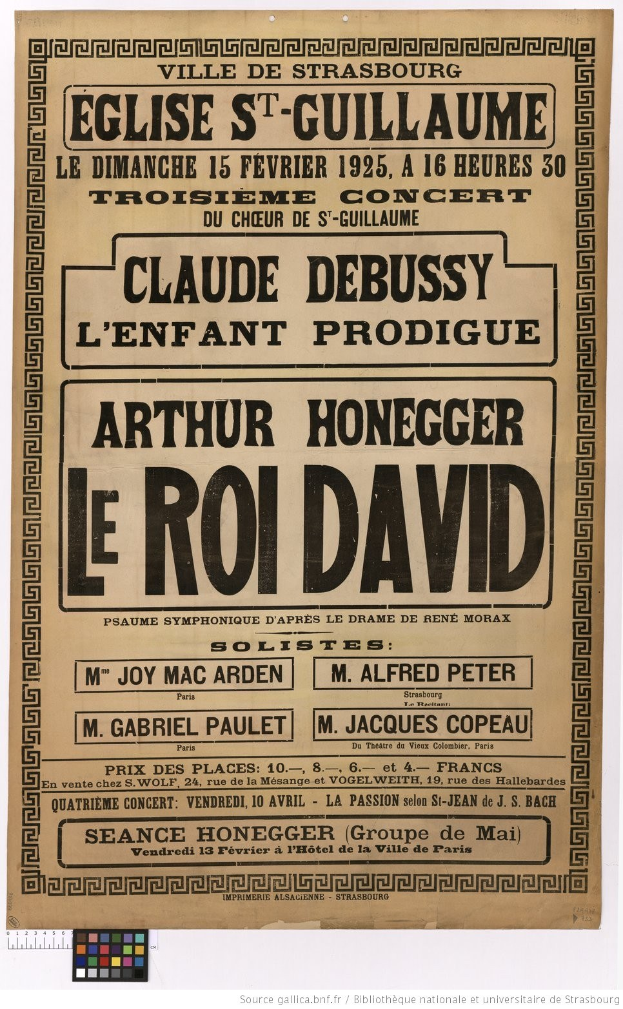 VILLE DE STRASBOURG
ÉGLISE ST-GUILLAUME
LE DIMANCHE 15 FÉVRIER 1925, A 16 HEURES 30
TROISIÈME CONCERT
DU CHŒUR DE ST-GUILLAUME
CLAUDE DEBUSSY
L'ENFANT PRODIGUE
ARTHUR HONEGGER
LE ROI DAVID
PSAUME SYMPHONIQUE D'APRÈS LE DRAME DE RENÉ MORAX
SOLISTES:
Mme JOY MAC ARDEN
Paris
M. ALFRED PETER
Strasbourg
M. GABRIEL PAULET
Paris
Le Récitant:
M. JACQUES COPEAU
Du Théâtre du Vieux Colombier, Paris
PRIX DES PLACES: 10.—, 8.—, 6.— et 4.— FRANCS
En vente chez S. WOLF, 24, rue de la Mésange et VOGELWEITH, 19, rue des Hallebardes
QUATRIÈME CONCERT: VENDREDI, 10 AVRIL - LA PASSION selon St-JEAN de J. S. BACH
SEANCE HONEGGER (Groupe de Mai)
Vendredi 13 Février à l'Hôtel de la Ville de Paris
IMPRIMERIE ALSACIENNE - STRASBOURG
Source gallica.bnf.fr / Bibliothèque nationale et universitaire de Strasbourg